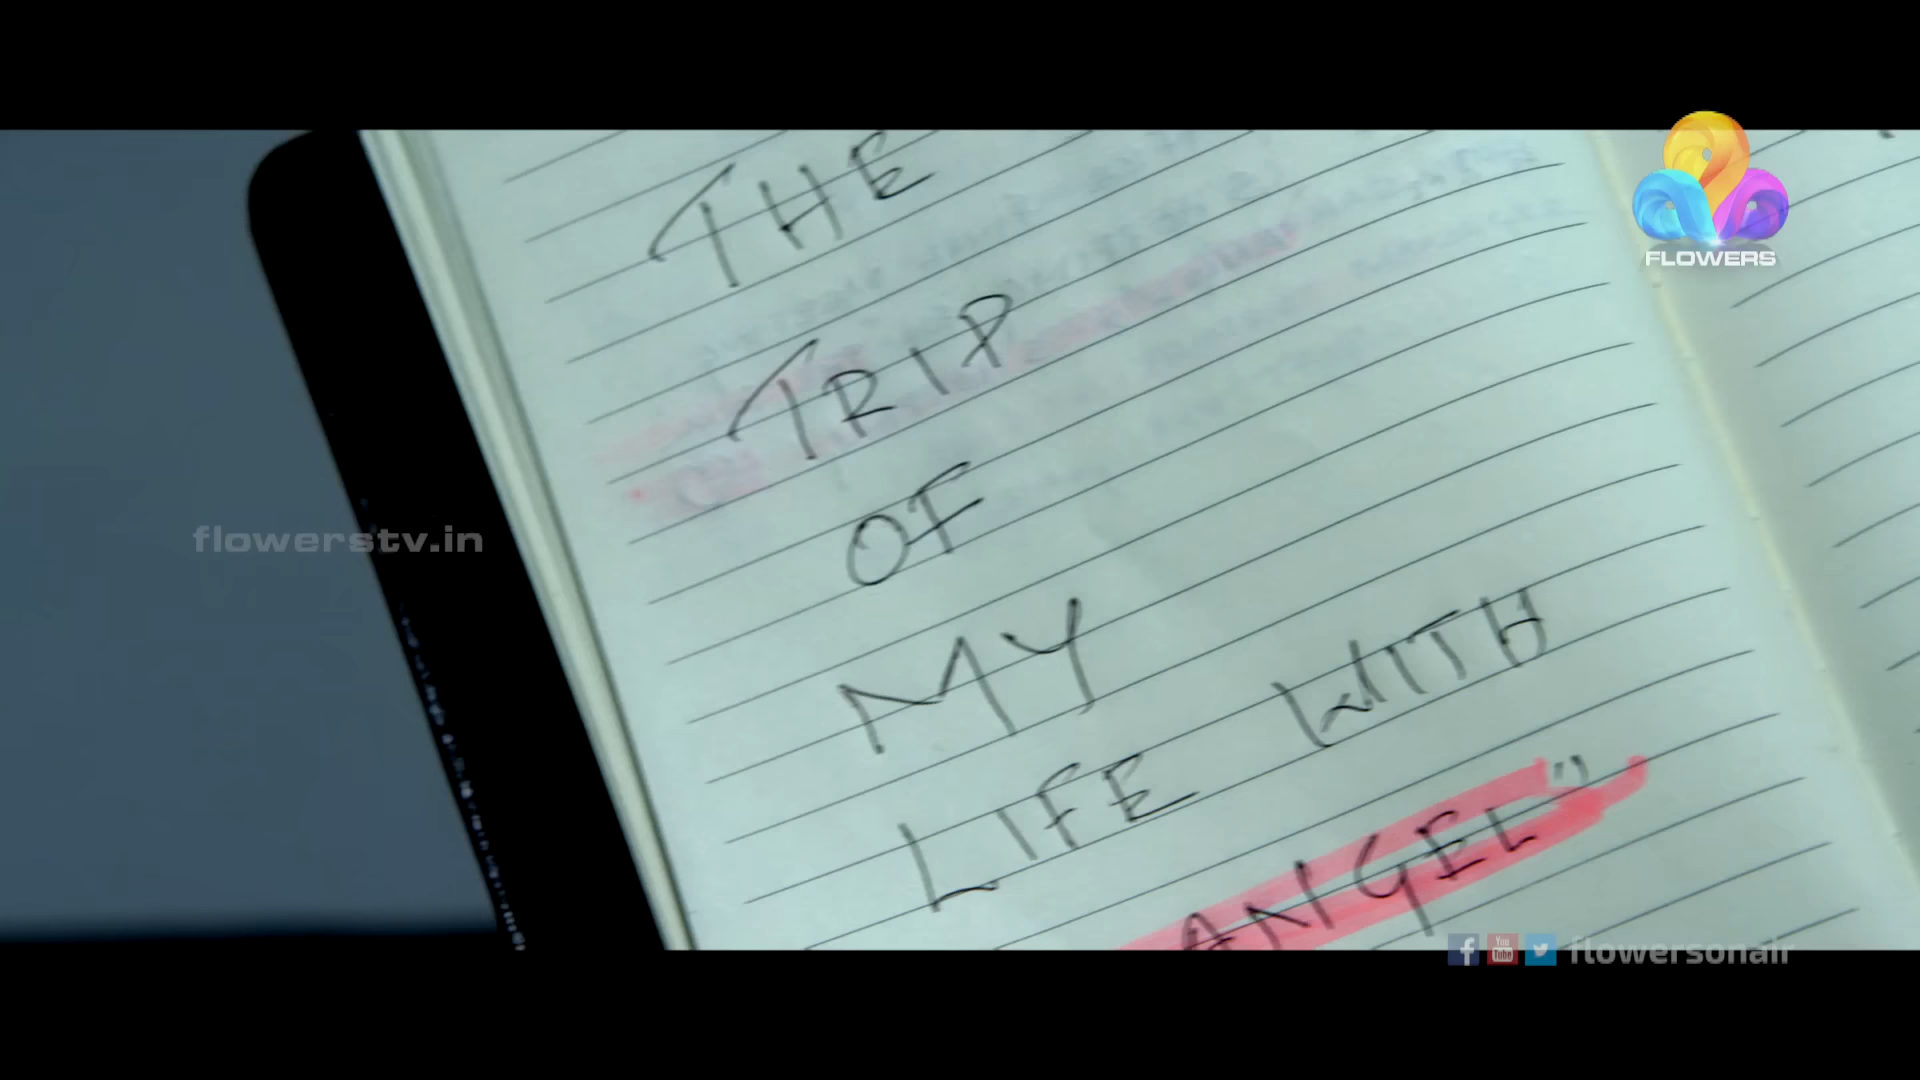 THE
TRIP
OF
MY
LIFE WITH
ANGEL"
FLOWERS
flowerstv.in
flowersonair